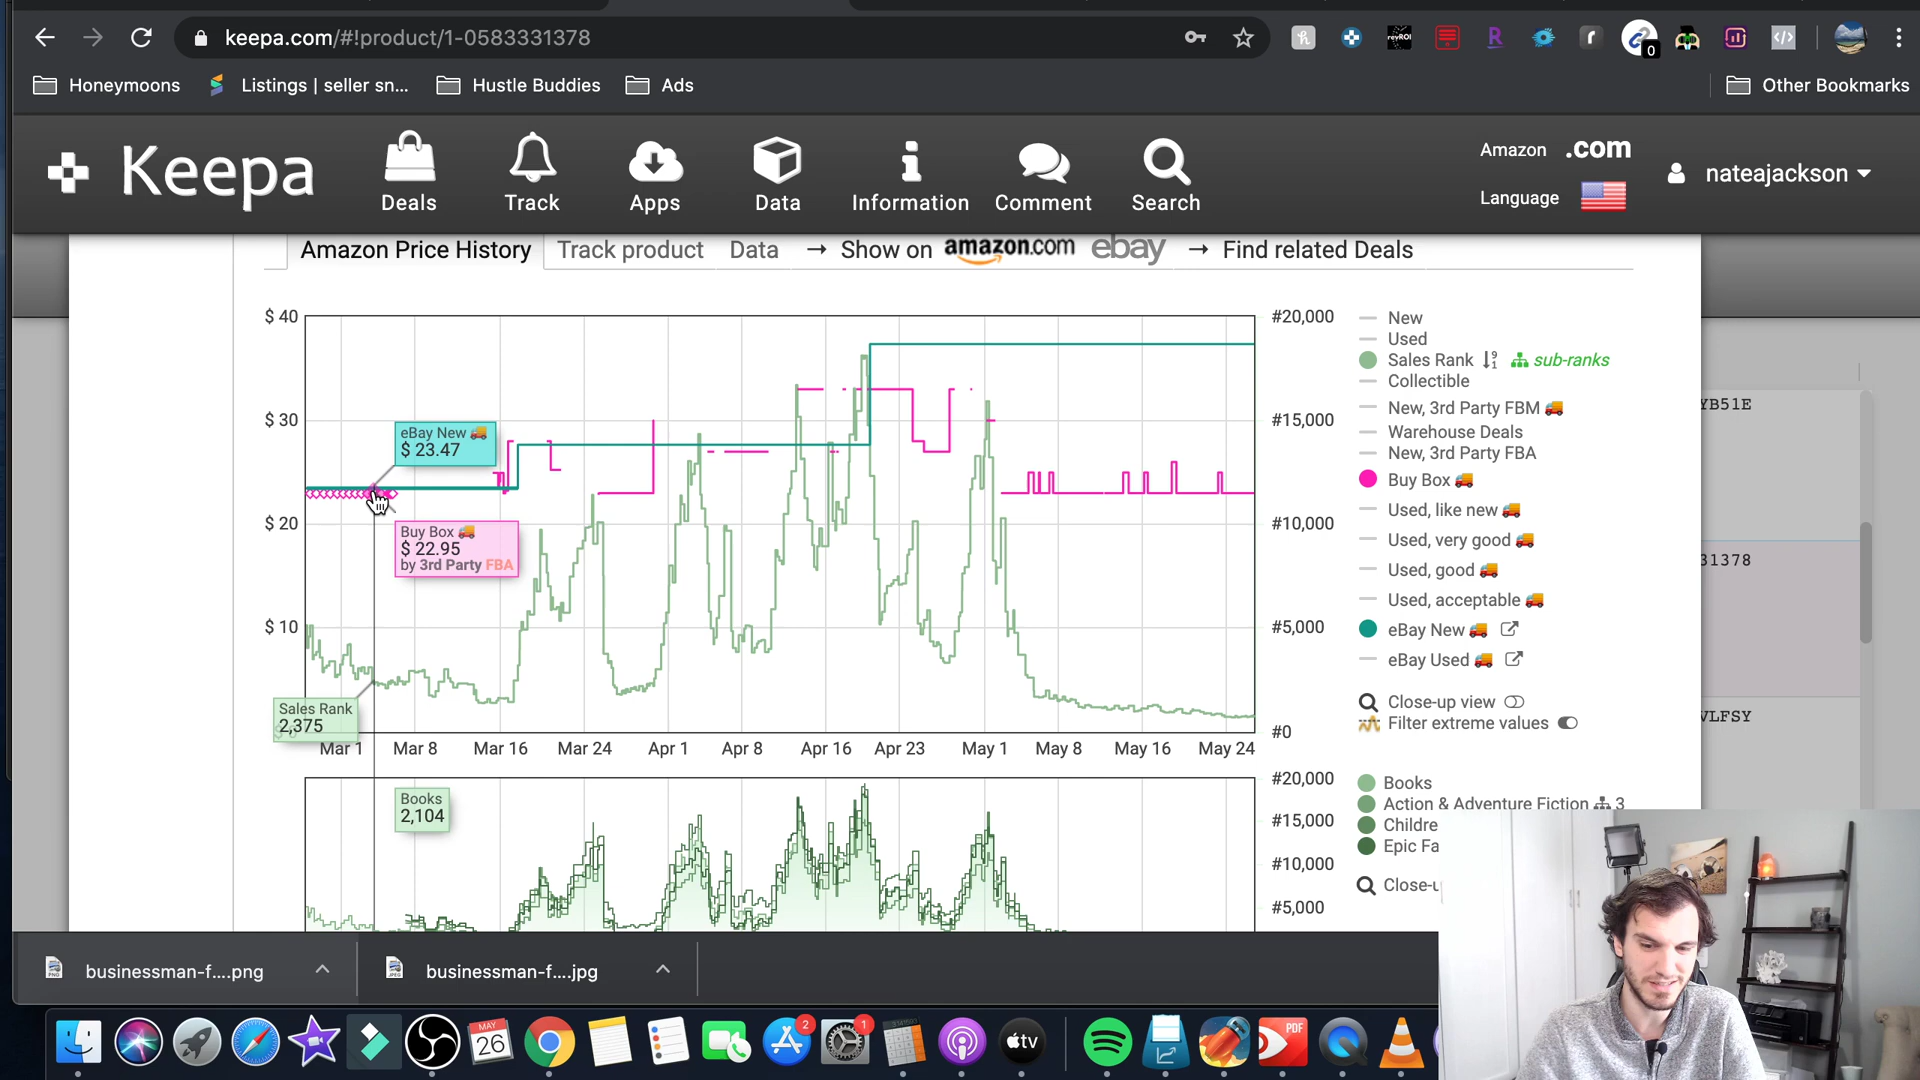 keepa.com/#!product/1-0583331378
revROI
0
Honeymoons
Listings | seller sn...
Hustle Buddies
Ads
Other Bookmarks
Keepa
Deals
Track
Apps
Data
Information
Comment
Search
Amazon .com
Language
nateajackson
Amazon Price History
Track product
Data
→ Show on amazon.com ebay
→ Find related Deals
$ 40
$ 30
$ 20
$ 10
#20,000
#15,000
#10,000
#5,000
#0
eBay New
$ 23.47
Buy Box
$ 22.95
by 3rd Party FBA
Sales Rank
2,375
Mar 1
Mar 8
Mar 16
Mar 24
Apr 1
Apr 8
Apr 16
Apr 23
May 1
May 8
May 16
May 24
New
Used
Sales Rank
sub-ranks
Collectible
New, 3rd Party FBM
Warehouse Deals
New, 3rd Party FBA
Buy Box
Used, like new
Used, very good
Used, good
Used, acceptable
eBay New
eBay Used
Close-up view
Filter extreme values
YB51E
31378
VLFSY
Books
2,104
#20,000
#15,000
#10,000
#5,000
Books
Action & Adventure Fiction 3
Childre
Epic Fa
Close-u
businessman-f....png
businessman-f....jpg
MAY
26
2
1
tv
PDF